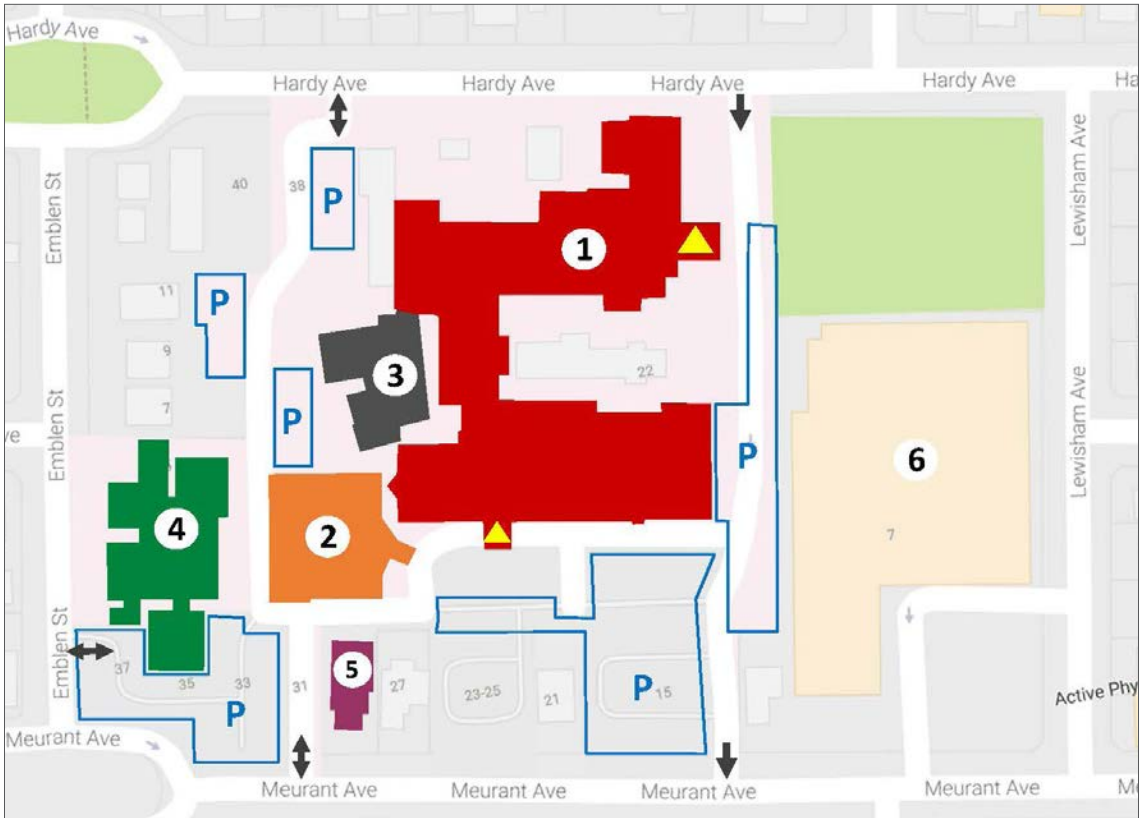 Hardy Ave
Hardy Ave
Hardy Ave
Hardy Ave
Hardy Ave
Ha
Emblen St
Lewisham Ave
40
38
P
1
P
11
9
3
22
7
P
ve
Emblen St
P
6
Lewisham Ave
4
2
7
Emblen St
37
35
33
P
31
5
27
23-25
21
P
15
Active Phy
Meurant Ave
Meurant Ave
Meurant Ave
Meurant Ave
Meurant Ave